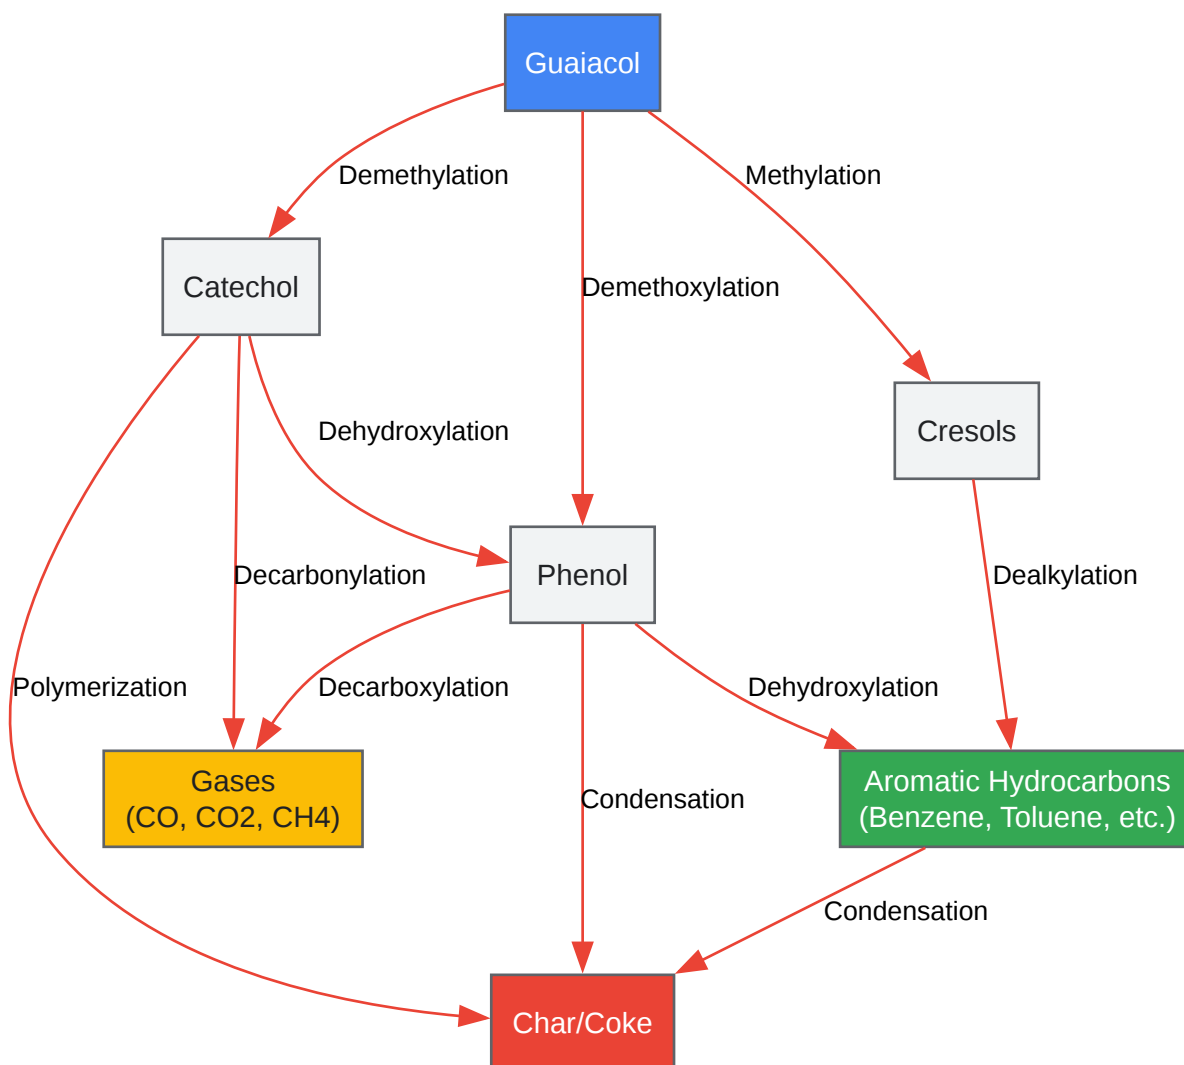 Guaiacol
Demethylation
Methylation
Catechol
Demethoxylation
Dehydroxylation
Cresols
Decarbonylation
Phenol
Dealkylation
Polymerization
Decarboxylation
Dehydroxylation
Gases
(CO, CO2, CH4)
Condensation
Aromatic Hydrocarbons
(Benzene, Toluene, etc.)
Condensation
Char/Coke